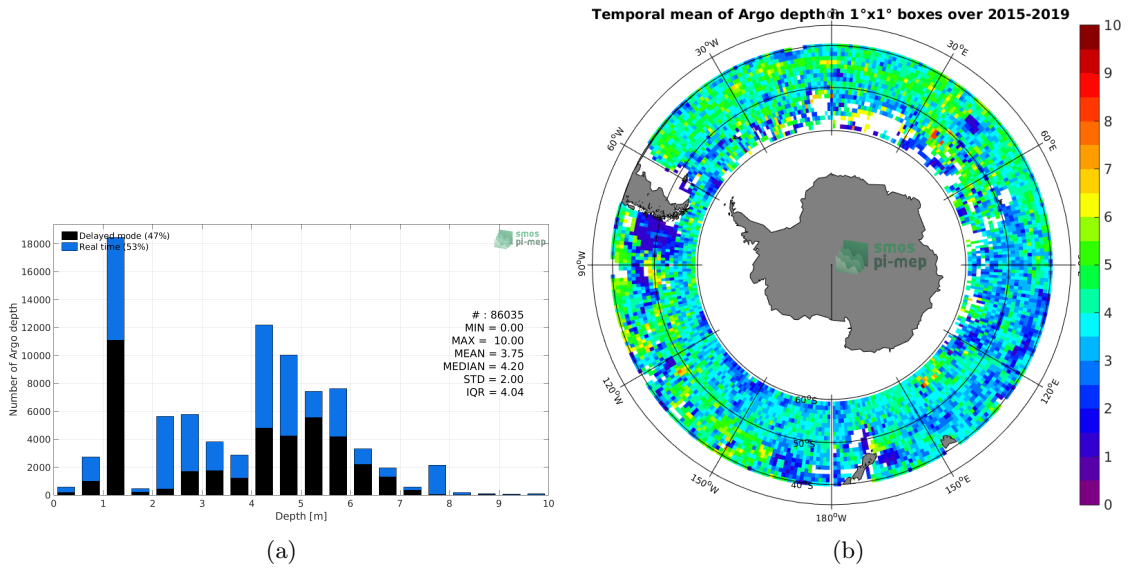 Temporal mean of Argo depth in 1°x1° boxes over 2015-2019
Delayed mode (47%)
Real time (53%)
smos
pi-mep
# : 86035
MIN = 0.00
MAX = 10.00
MEAN = 3.75
MEDIAN = 4.20
STD = 2.00
IQR = 4.04
Number of Argo depth
18000
16000
14000
12000
10000
8000
6000
4000
2000
0
0 1 2 3 4 5 6 7 8 9 10
Depth [m]
(a)
30°W
30°E
60°W
60°E
90°W
120°W
120°E
150°W
150°E
180°W
60°S
50°S
40°S
smos
pi-mep
10
9
8
7
6
5
4
3
2
1
0
(b)